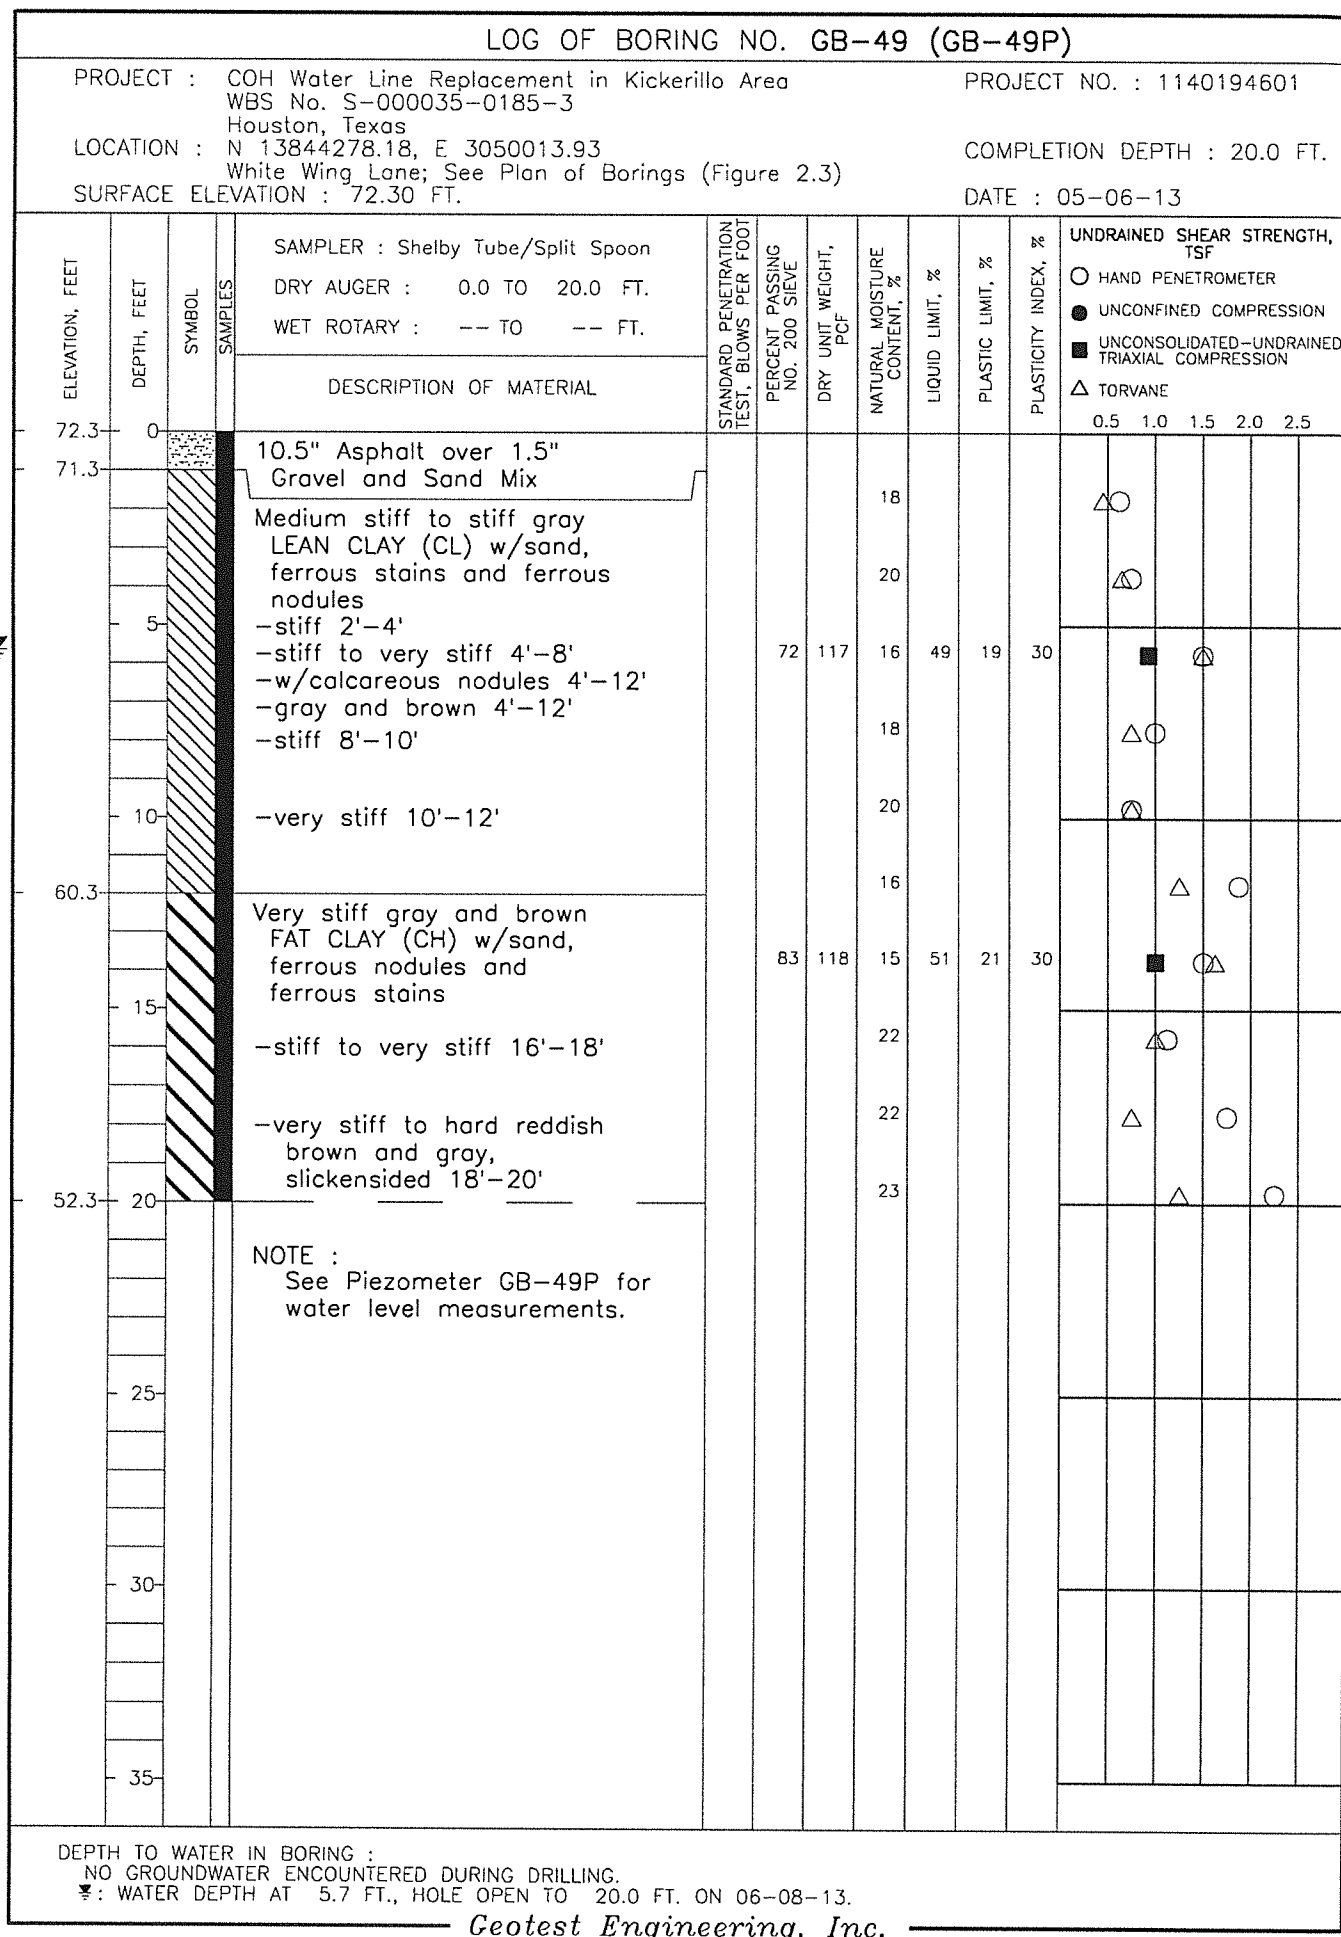 LOG OF BORING NO. GB-49 (GB-49P)
PROJECT : COH Water Line Replacement in Kickerillo Area
PROJECT NO. : 1140194601
WBS No. S-000035-0185-3
Houston, Texas
LOCATION : N 13844278.18, E 3050013.93
COMPLETION DEPTH : 20.0 FT.
White Wing Lane; See Plan of Borings (Figure 2.3)
SURFACE ELEVATION : 72.30 FT.
DATE : 05-06-13
ELEVATION, FEET
DEPTH, FEET
SYMBOL
SAMPLES
SAMPLER : Shelby Tube/Split Spoon
DRY AUGER : 0.0 TO 20.0 FT.
WET ROTARY : -- TO -- FT.
DESCRIPTION OF MATERIAL
STANDARD PENETRATION
TEST, BLOWS PER FOOT
PERCENT PASSING
NO. 200 SIEVE
DRY UNIT WEIGHT,
PCF
NATURAL MOISTURE
CONTENT, %
LIQUID LIMIT, %
PLASTIC LIMIT, %
PLASTICITY INDEX, %
UNDRAINED SHEAR STRENGTH,
TSF
HAND PENETROMETER
UNCONFINED COMPRESSION
UNCONSOLIDATED-UNDRAINED
TRIAXIAL COMPRESSION
TORVANE
0.5 1.0 1.5 2.0 2.5
72.3 0
10.5" Asphalt over 1.5"
71.3
Gravel and Sand Mix
18
Medium stiff to stiff gray
LEAN CLAY (CL) w/sand,
ferrous stains and ferrous
20
nodules
5
-stiff 2'-4'
-stiff to very stiff 4'-8'
72 117 16 49 19 30
-w/calcareous nodules 4'-12'
-gray and brown 4'-12'
18
-stiff 8'-10'
20
10
-very stiff 10'-12'
16
60.3
Very stiff gray and brown
FAT CLAY (CH) w/sand,
83 118 15 51 21 30
ferrous nodules and
ferrous stains
15
22
-stiff to very stiff 16'-18'
22
-very stiff to hard reddish
brown and gray,
slickensided 18'-20'
23
52.3 20
NOTE :
See Piezometer GB-49P for
water level measurements.
25
30
35
DEPTH TO WATER IN BORING :
NO GROUNDWATER ENCOUNTERED DURING DRILLING.
: WATER DEPTH AT 5.7 FT., HOLE OPEN TO 20.0 FT. ON 06-08-13.
Geotest Engineering, Inc.